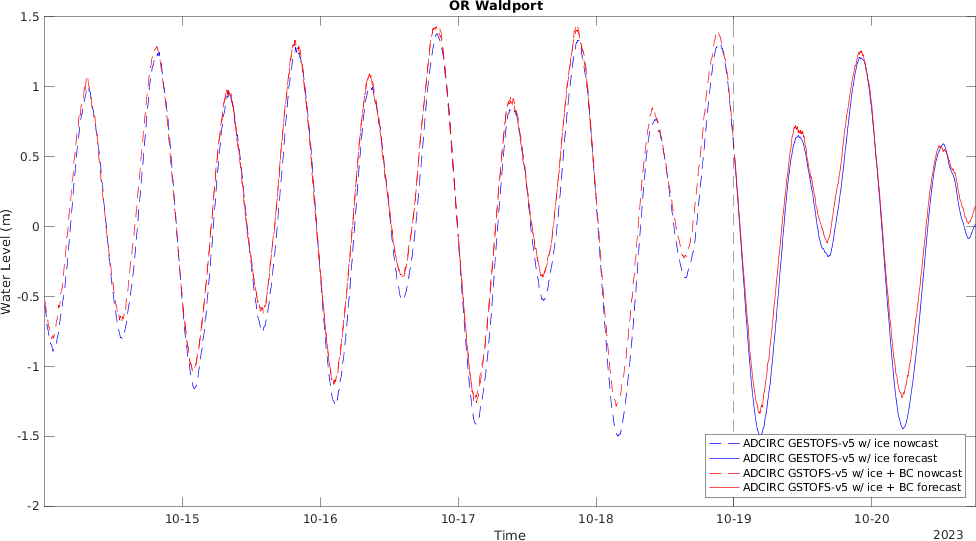 OR Waldport
1.5
1
0.5
0
-0.5
-1
-1.5
-2
Water Level (m)
10-15 10-16 10-17 10-18 10-19 10-20
Time
2023
ADCIRC GESTOFS-v5 w/ ice nowcast
ADCIRC GESTOFS-v5 w/ ice forecast
ADCIRC GSTOFS-v5 w/ ice + BC nowcast
ADCIRC GSTOFS-v5 w/ ice + BC forecast